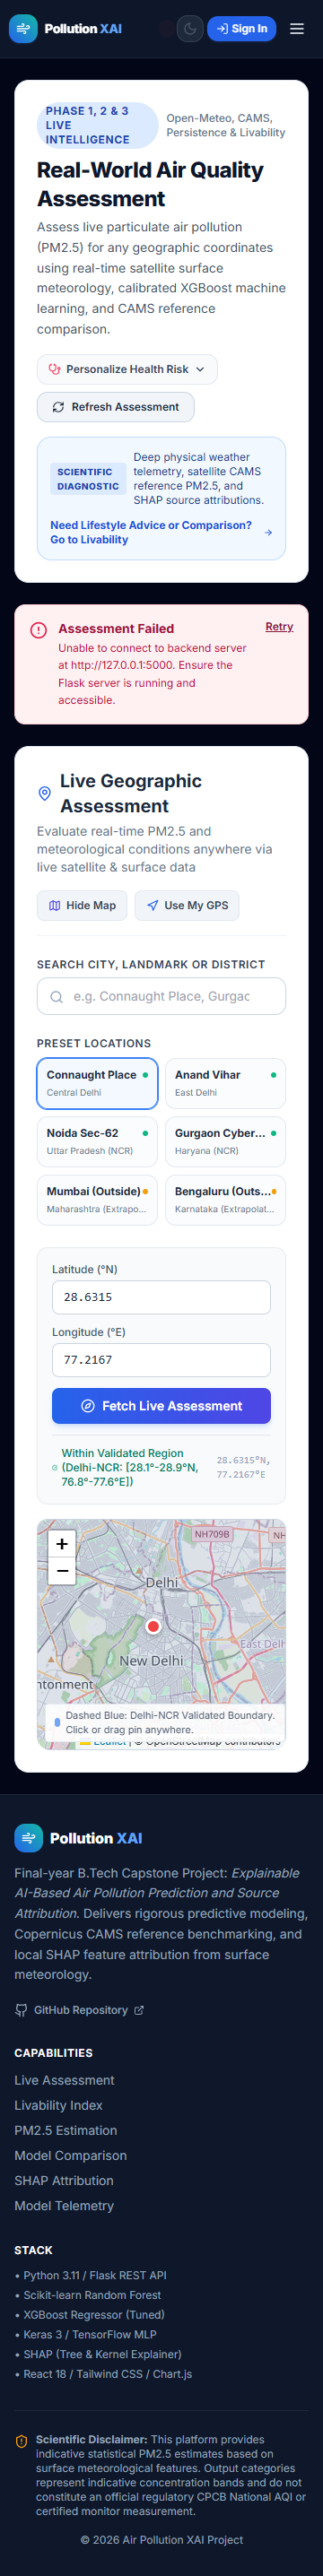 Pollution XAI
Sign In
PHASE 1, 2 & 3
LIVE
INTELLIGENCE
Open-Meteo, CAMS,
Persistence & Livability
Real-World Air Quality
Assessment
Assess live particulate air pollution
(PM2.5) for any geographic coordinates
using real-time satellite surface
meteorology, calibrated XGBoost machine
learning, and CAMS reference
comparison.
Personalize Health Risk
Refresh Assessment
SCIENTIFIC
DIAGNOSTIC
Deep physical weather
telemetry, satellite CAMS
reference PM2.5, and
SHAP source attributions.
Need Lifestyle Advice or Comparison?
Go to Livability
Assessment Failed
Retry
Unable to connect to backend server
at http://127.0.0.1:5000. Ensure the
Flask server is running and
accessible.
Live Geographic
Assessment
Evaluate real-time PM2.5 and
meteorological conditions anywhere via
live satellite & surface data
Hide Map
Use My GPS
SEARCH CITY, LANDMARK OR DISTRICT
e.g. Connaught Place, Gurgac
PRESET LOCATIONS
Connaught Place
Central Delhi
Anand Vihar
East Delhi
Noida Sec-62
Uttar Pradesh (NCR)
Gurgaon Cyber...
Haryana (NCR)
Mumbai (Outside)
Maharashtra (Extrapo...
Bengaluru (Outs...
Karnataka (Extrapolat...
Latitude (°N)
28.6315
Longitude (°E)
77.2167
Fetch Live Assessment
Within Validated Region
(Delhi-NCR: [28.1°-28.9°N,
76.8°-77.6°E])
28.6315°N,
77.2167°E
+
−
NH709B
NH
Delhi
New Delhi
East Delh
ntonment
Dashed Blue: Delhi-NCR Validated Boundary.
Click or drag pin anywhere.
Leaflet | © OpenStreetMap contributors
Pollution XAI
Final-year B.Tech Capstone Project: Explainable
AI-Based Air Pollution Prediction and Source
Attribution. Delivers rigorous predictive modeling,
Copernicus CAMS reference benchmarking, and
local SHAP feature attribution from surface
meteorology.
GitHub Repository
CAPABILITIES
Live Assessment
Livability Index
PM2.5 Estimation
Model Comparison
SHAP Attribution
Model Telemetry
STACK
• Python 3.11 / Flask REST API
• Scikit-learn Random Forest
• XGBoost Regressor (Tuned)
• Keras 3 / TensorFlow MLP
• SHAP (Tree & Kernel Explainer)
• React 18 / Tailwind CSS / Chart.js
Scientific Disclaimer: This platform provides
indicative statistical PM2.5 estimates based on
surface meteorological features. Output categories
represent indicative concentration bands and do not
constitute an official regulatory CPCB National AQI or
certified monitor measurement.
© 2026 Air Pollution XAI Project